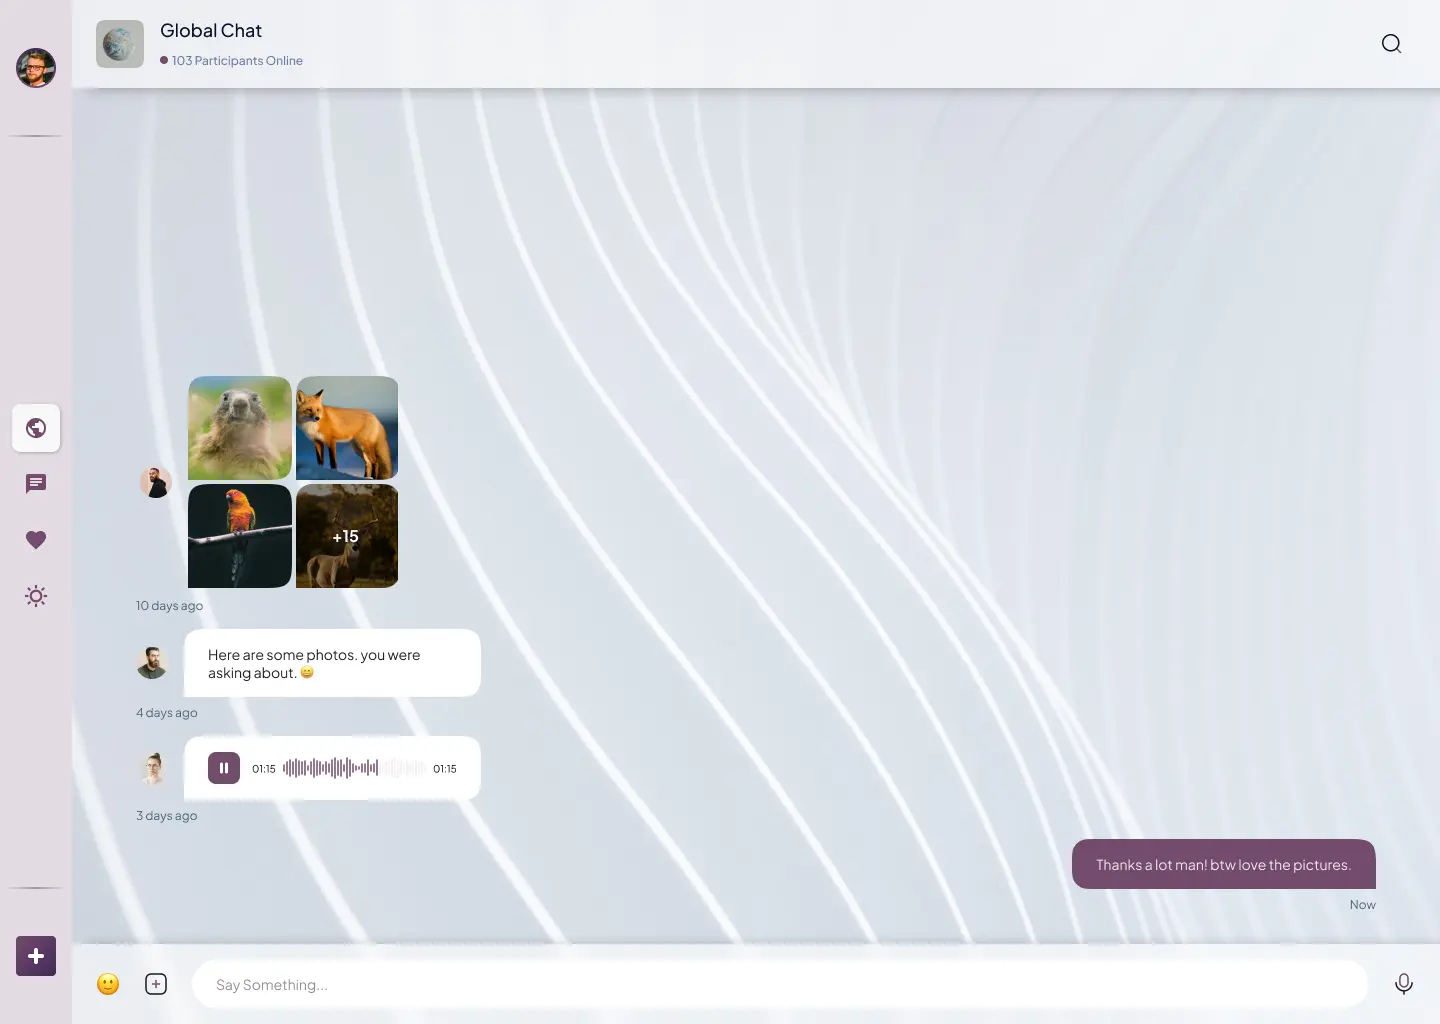 Global Chat
103 Participants Online
+15
10 days ago
Here are some photos. you were
asking about. 😄
4 days ago
01:15 01:15
3 days ago
Thanks a lot man! btw love the pictures.
Now
Say Something...